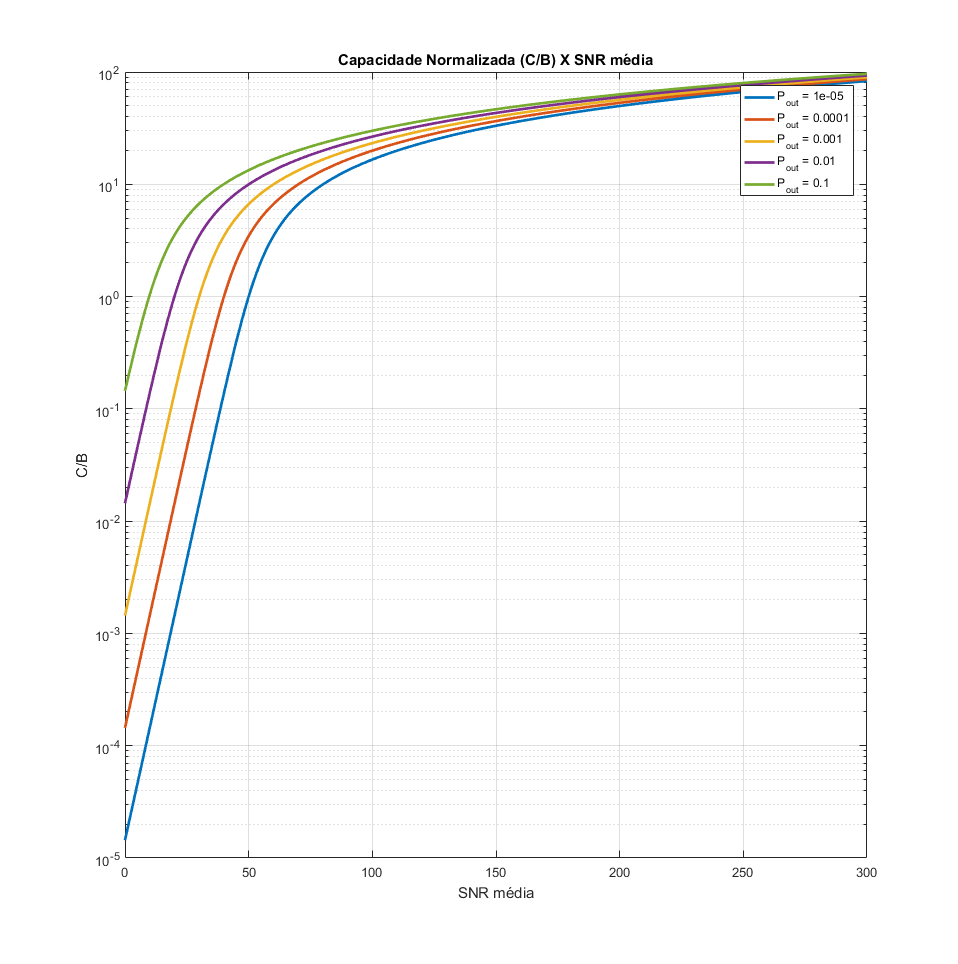 Capacidade Normalizada (C/B) X SNR média
10^2
10^1
10^0
10^-1
10^-2
10^-3
10^-4
10^-5
C/B
P_out = 1e-05
P_out = 0.0001
P_out = 0.001
P_out = 0.01
P_out = 0.1
0 50 100 150 200 250 300
SNR média